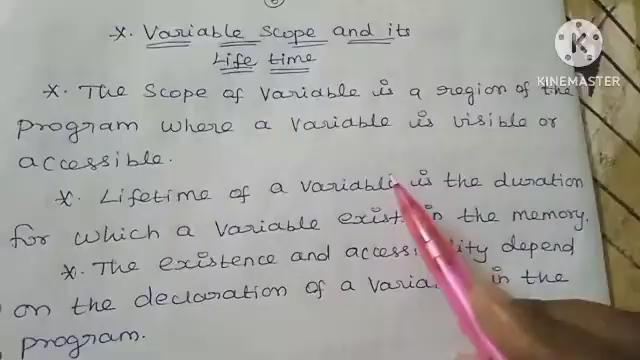 *. Variable scope and its
Life time
KINEMASTER
*. The scope of variable is a region of the
program where a variable is visible or
accessible.
*. Lifetime of a variable is the duration
for which a variable exist in the memory.
*. The existence and accessibility depend
on the declaration of a variable in the
program.